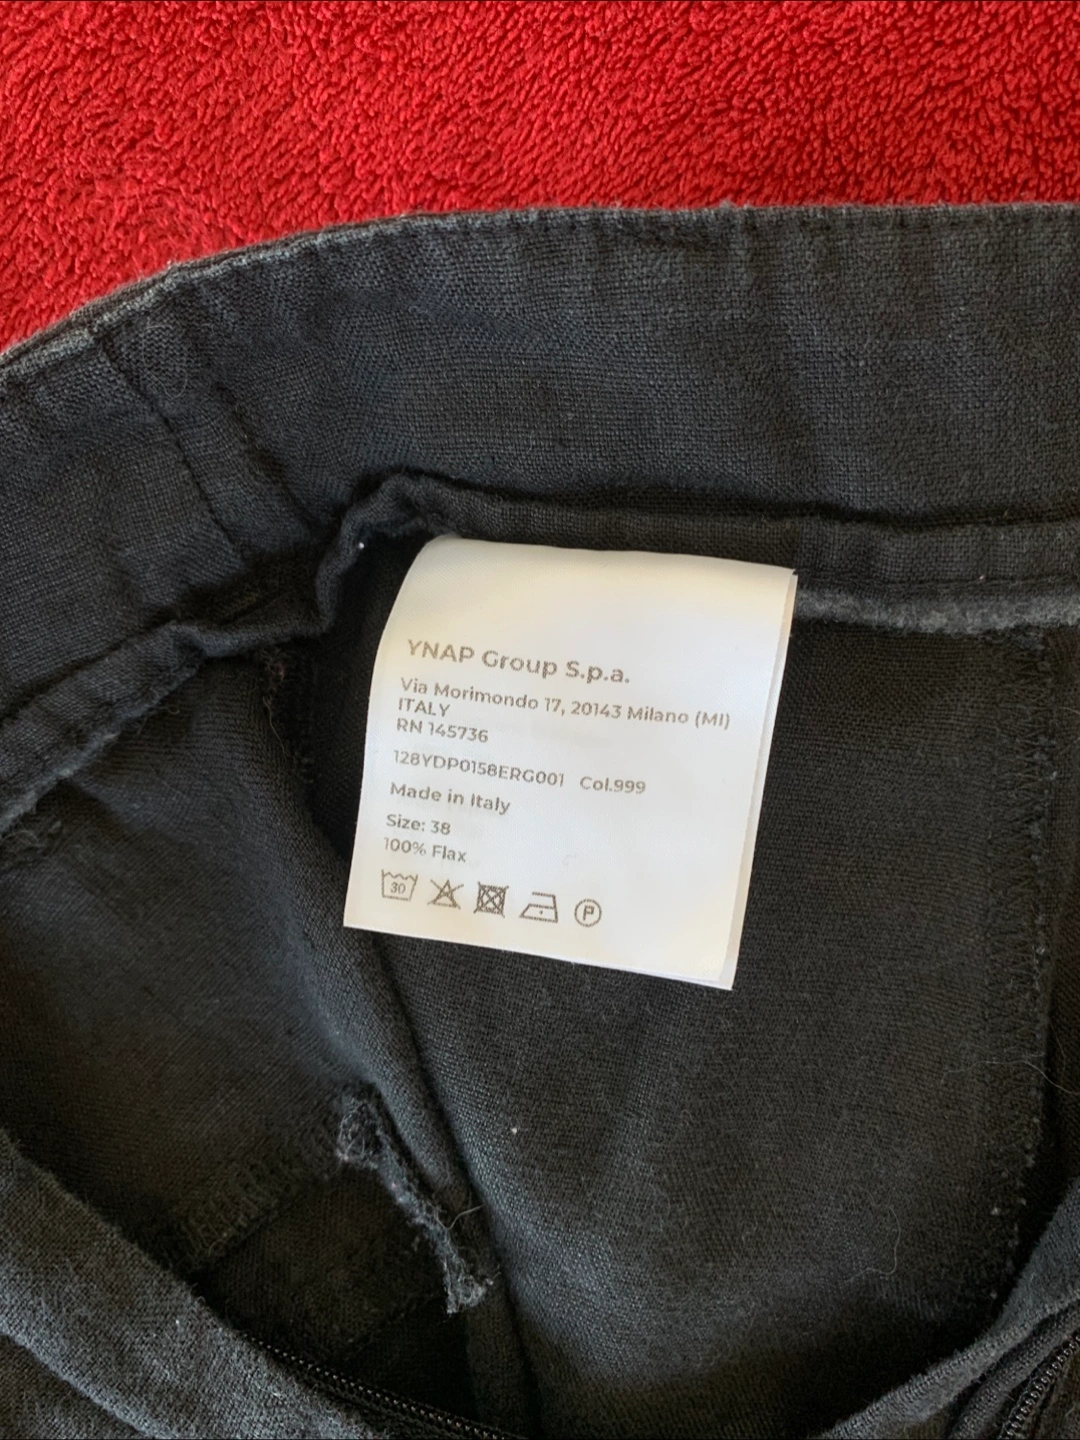 YNAP Group S.p.a.
Via Morimondo 17, 20143 Milano (MI)
ITALY
RN 145736
128YDP0158ERG001 Col.999
Made in Italy
Size: 38
100% Flax
30
P